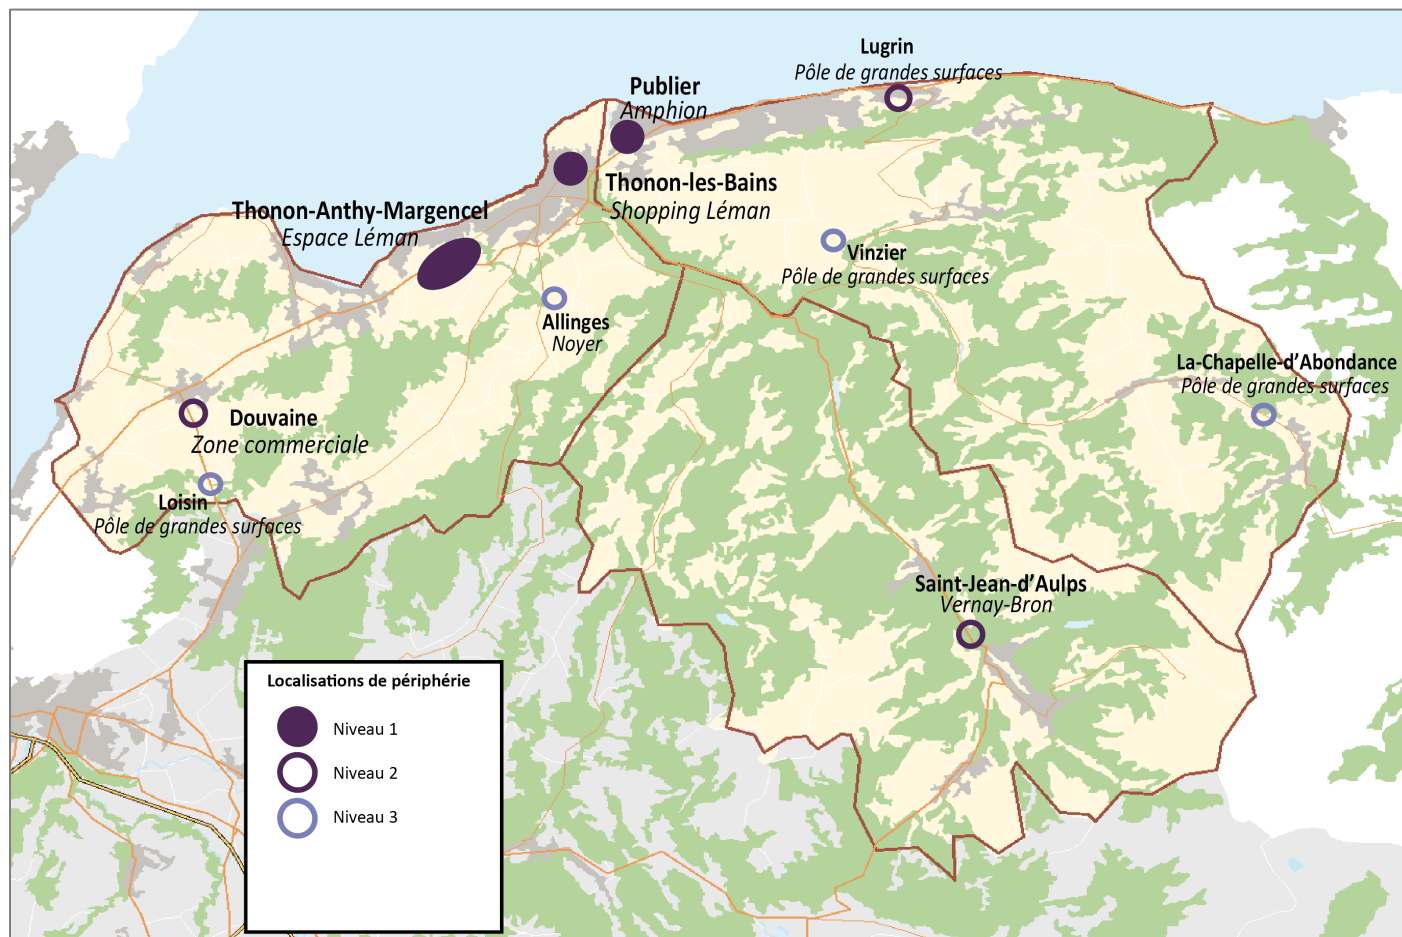 Lugrin
Pôle de grandes surfaces
Publier
Amphion
Thonon-les-Bains
Shopping Léman
Thonon-Anthy-Margencel
Espace Léman
Vinzier
Pôle de grandes surfaces
Allinges
Noyer
La-Chapelle-d'Abondance
Pôle de grandes surfaces
Douvaine
Zone commerciale
Loisin
Pôle de grandes surfaces
Saint-Jean-d'Aulps
Vernay-Bron
Localisations de périphérie
Niveau 1
Niveau 2
Niveau 3